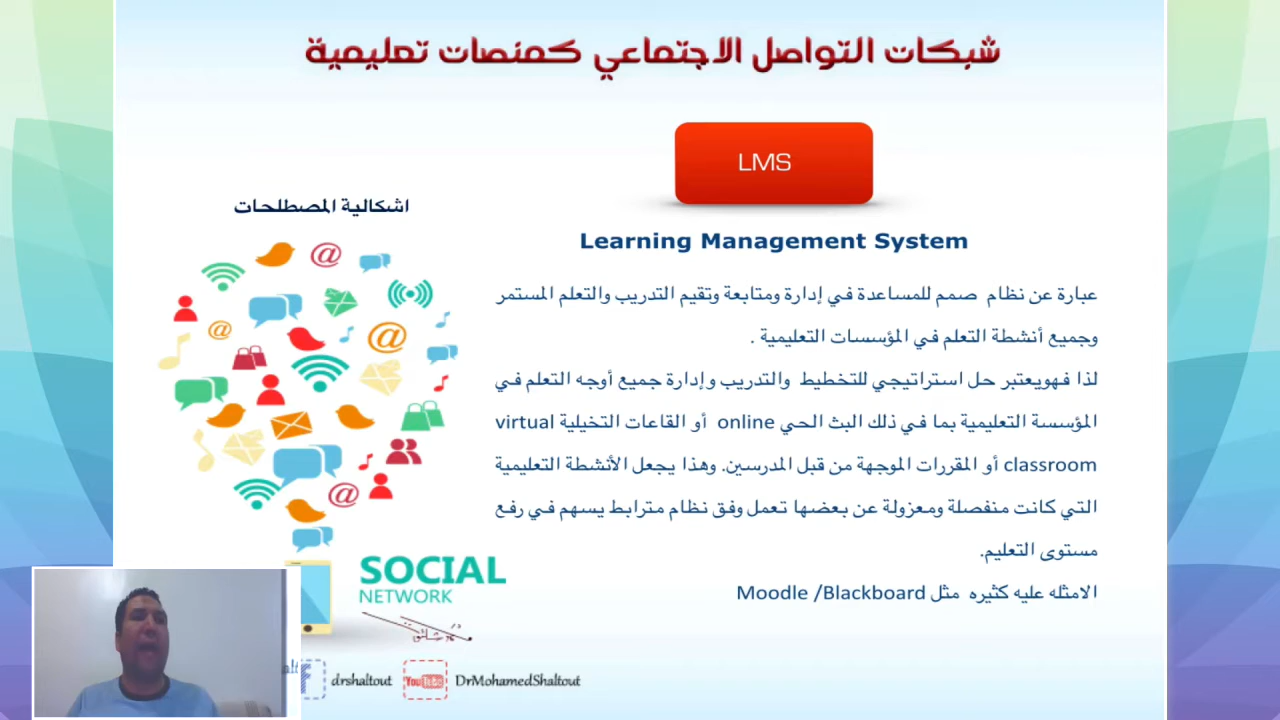 شبكات التواصل الاجتماعي كمنصات تعليمية
LMS
اشكالية المصطلحات
Learning Management System
عبارة عن نظام صمم للمساعدة في إدارة ومتابعة وتقيم التدريب والتعلم المستمر
وجميع أنشطة التعلم في المؤسسات التعليمية .
لذا فهويعتبر حل استراتيجي للتخطيط والتدريب وإدارة جميع أوجه التعلم في
المؤسسة التعليمية بما في ذلك البث الحي online أو القاعات التخيلية virtual
classroom أو المقررات الموجهة من قبل المدرسين. وهذا يجعل الأنشطة التعليمية
التي كانت منفصلة ومعزولة عن بعضها تعمل وفق نظام مترابط يسهم في رفع
مستوى التعليم.
الامثله عليه كثيره مثل Moodle /Blackboard
SOCIAL
NETWORK
drshaltout
YouTube
DrMohamedShaltout